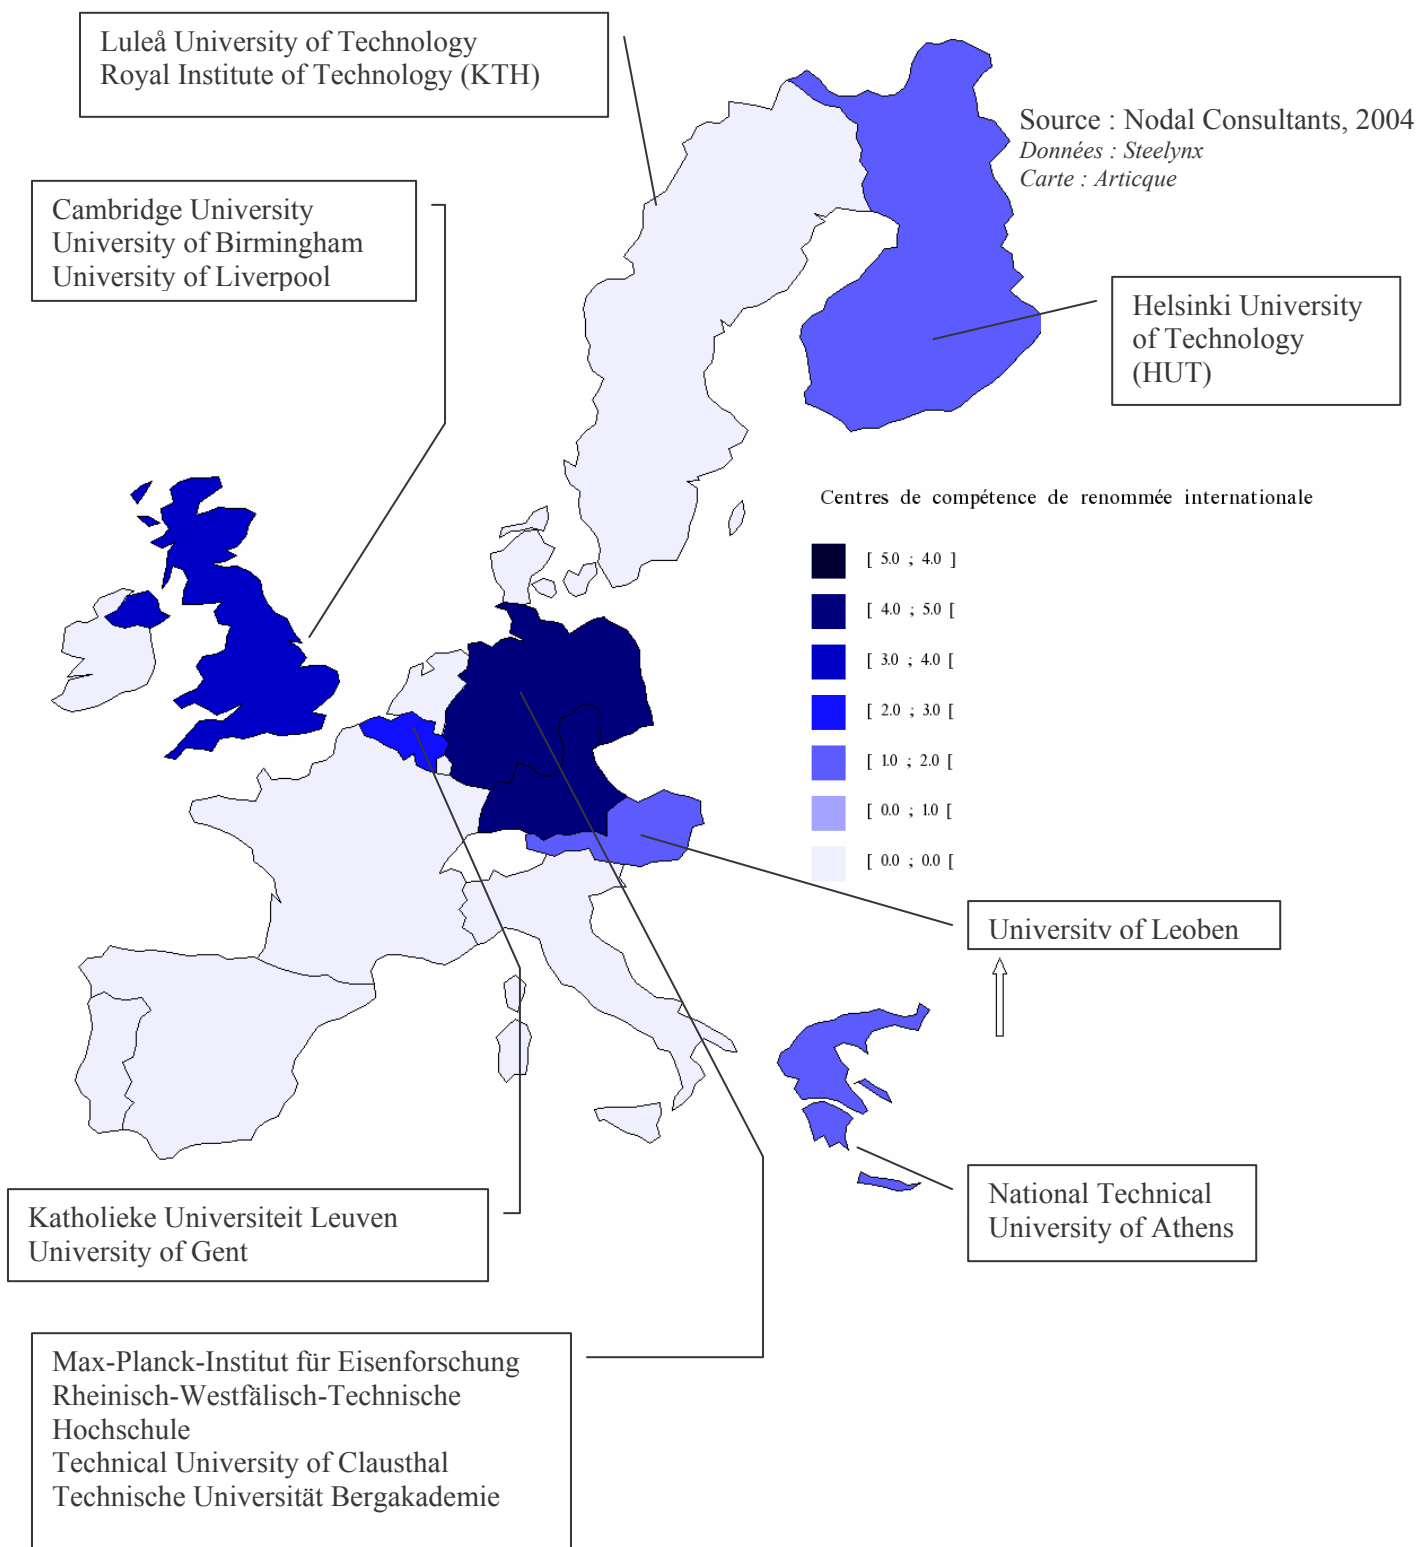 Luleå University of Technology
Royal Institute of Technology (KTH)
Source : Nodal Consultants, 2004
Données : Steelynx
Carte : Articque
Cambridge University
University of Birmingham
University of Liverpool
Helsinki University
of Technology
(HUT)
Centres de compétence de renommée internationale
[ 5.0 ; 4.0 ]
[ 4.0 ; 5.0 [
[ 3.0 ; 4.0 [
[ 2.0 ; 3.0 [
[ 1.0 ; 2.0 [
[ 0.0 ; 1.0 [
[ 0.0 ; 0.0 [
University of Leoben
National Technical
University of Athens
Katholieke Universiteit Leuven
University of Gent
Max-Planck-Institut für Eisenforschung
Rheinisch-Westfälisch-Technische
Hochschule
Technical University of Clausthal
Technische Universität Bergakademie